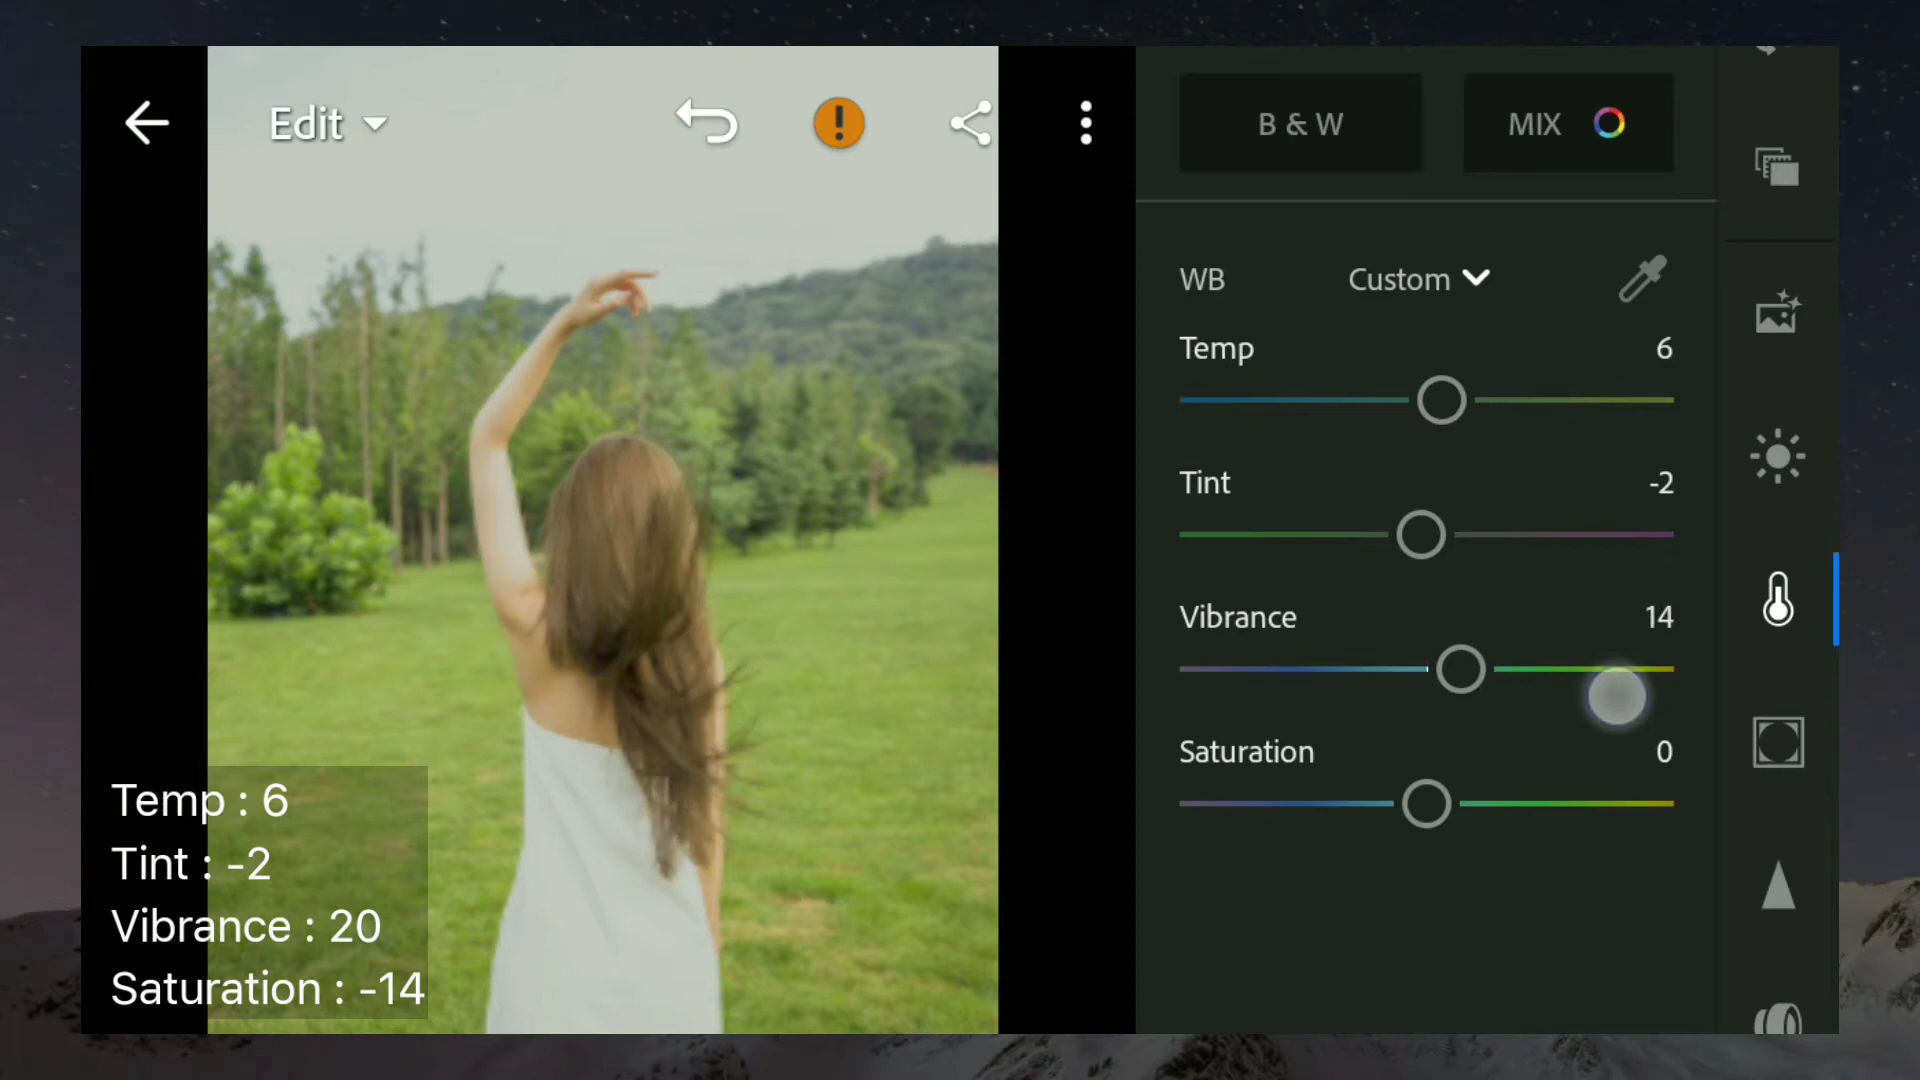 Edit
B & W
MIX
WB Custom
Temp 6
Tint -2
Vibrance 14
Saturation 0
Temp : 6
Tint : -2
Vibrance : 20
Saturation : -14